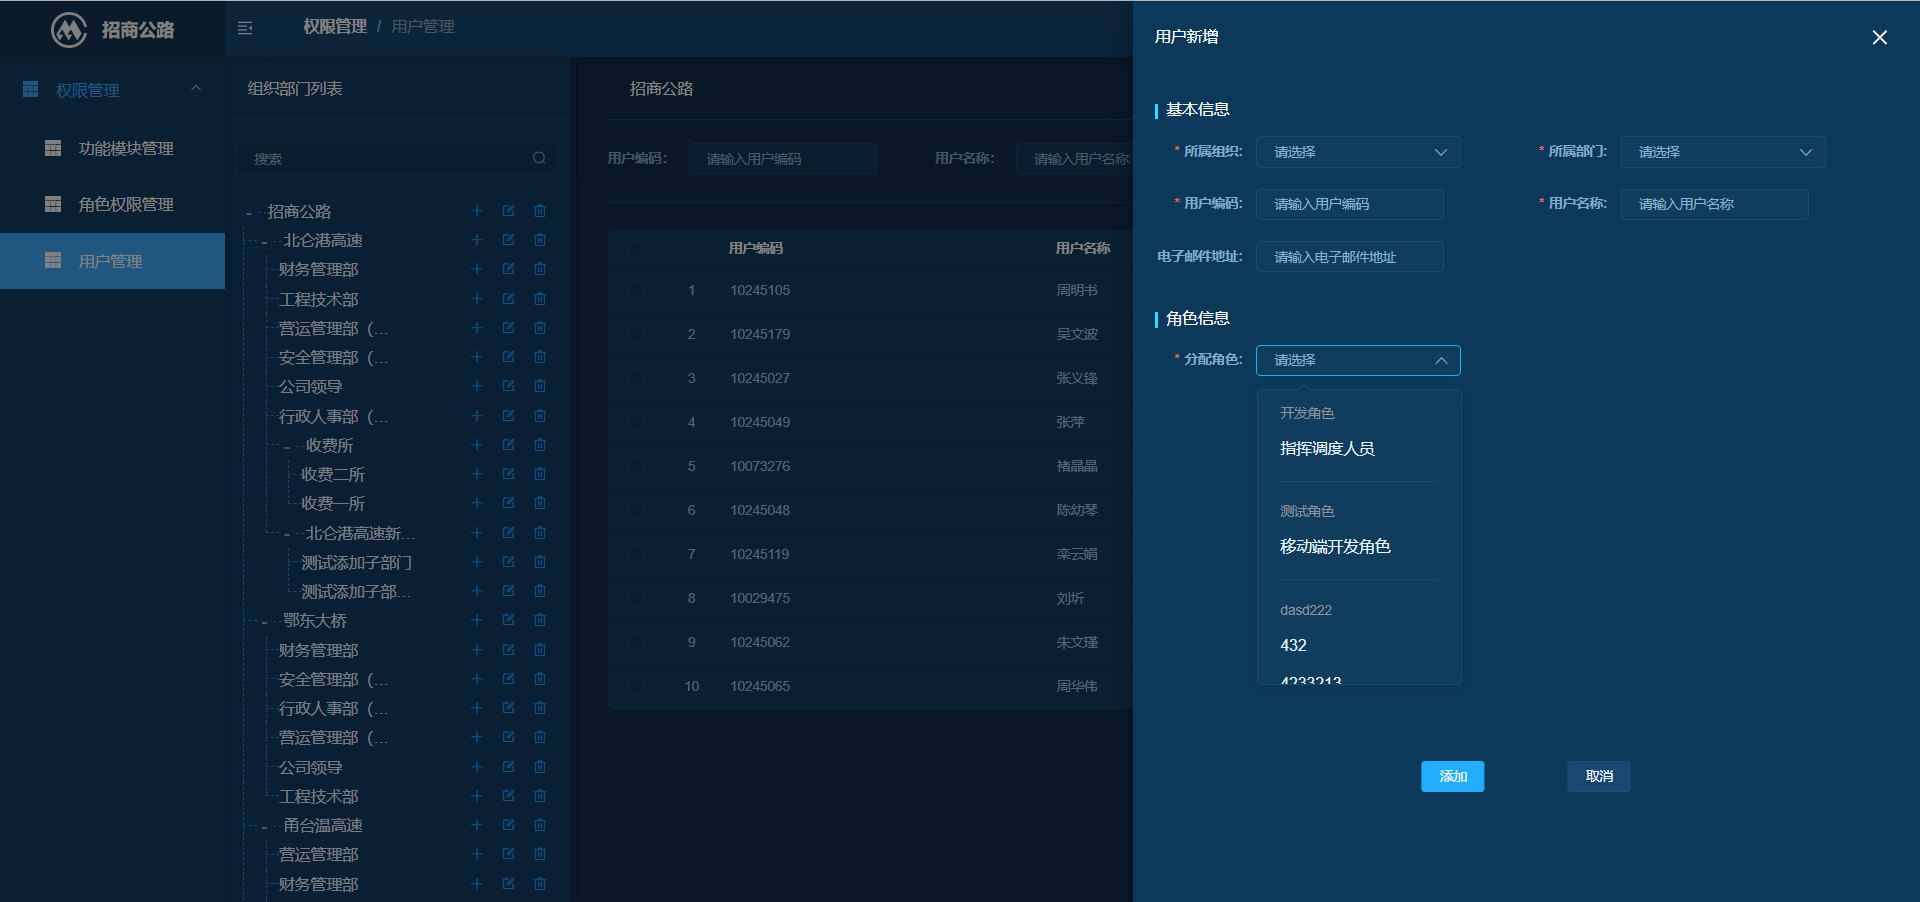 招商公路
权限管理 / 用户管理
权限管理
功能模块管理
角色权限管理
用户管理
组织部门列表
搜索
- 招商公路
- 北仑港高速
财务管理部
工程技术部
营运管理部（...
安全管理部（...
公司领导
行政人事部（...
- 收费所
收费二所
收费一所
- 北仑港高速新...
测试添加子部门
测试添加子部...
- 鄂东大桥
财务管理部
安全管理部（...
行政人事部（...
营运管理部（...
公司领导
工程技术部
- 甬台温高速
营运管理部
财务管理部
招商公路
用户编码： 请输入用户编码 用户名称： 请输入用户名称
用户编码 用户名称
1 10245105 周明书
2 10245179 吴文波
3 10245027 张义锋
4 10245049 张萍
5 10073276 褚晶晶
6 10245048 陈幼琴
7 10245119 栾云娟
8 10029475 刘圻
9 10245062 朱文瑾
10 10245065 周华伟
用户新增
基本信息
* 所属组织: 请选择 * 所属部门: 请选择
* 用户编码: 请输入用户编码 * 用户名称: 请输入用户名称
电子邮件地址: 请输入电子邮件地址
角色信息
* 分配角色: 请选择
开发角色
指挥调度人员
测试角色
移动端开发角色
dasd222
432
4233213
添加 取消